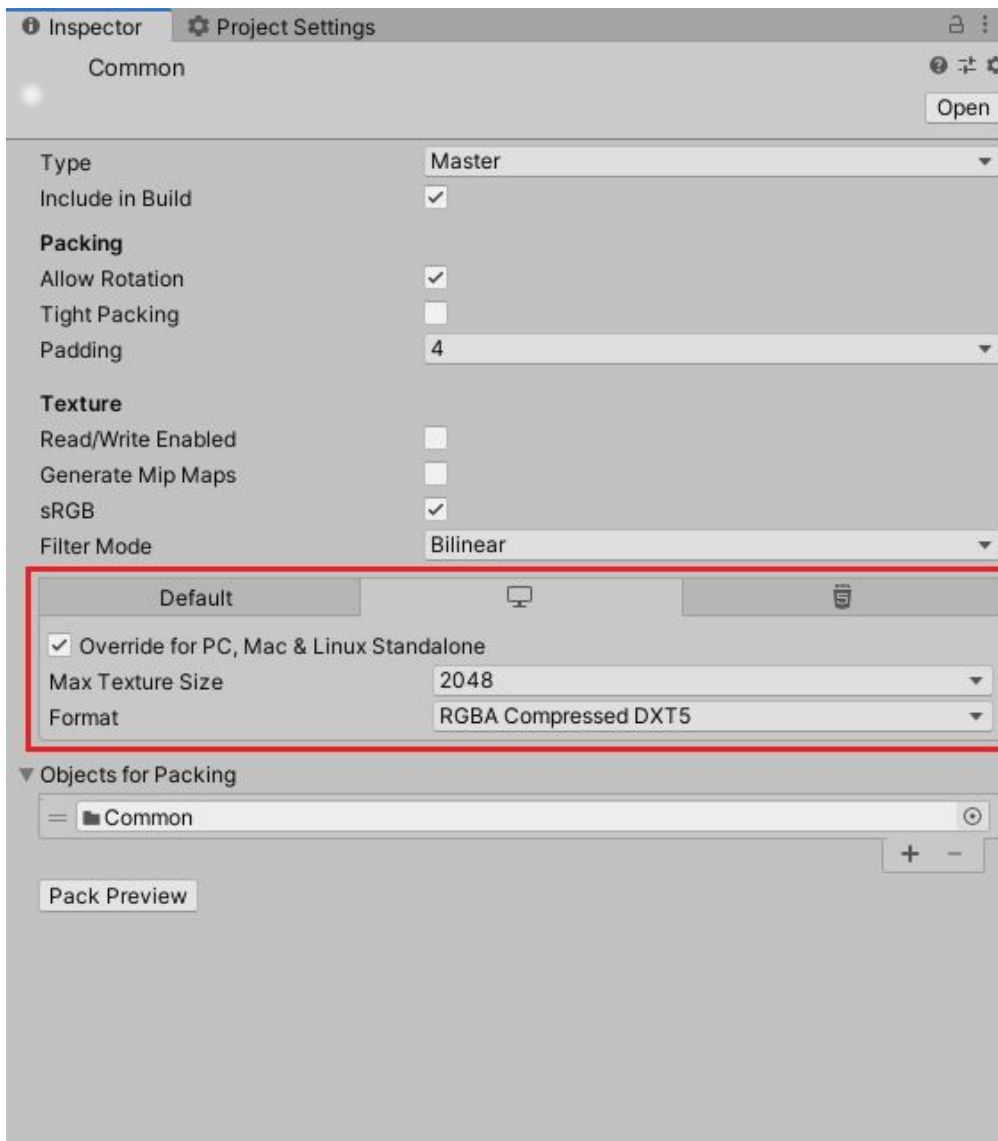 Inspector Project Settings
Common
Open
Type Master
Include in Build
Packing
Allow Rotation
Tight Packing
Padding 4
Texture
Read/Write Enabled
Generate Mip Maps
sRGB
Filter Mode Bilinear
Default
Override for PC, Mac & Linux Standalone
Max Texture Size 2048
Format RGBA Compressed DXT5
Objects for Packing
Common
Pack Preview